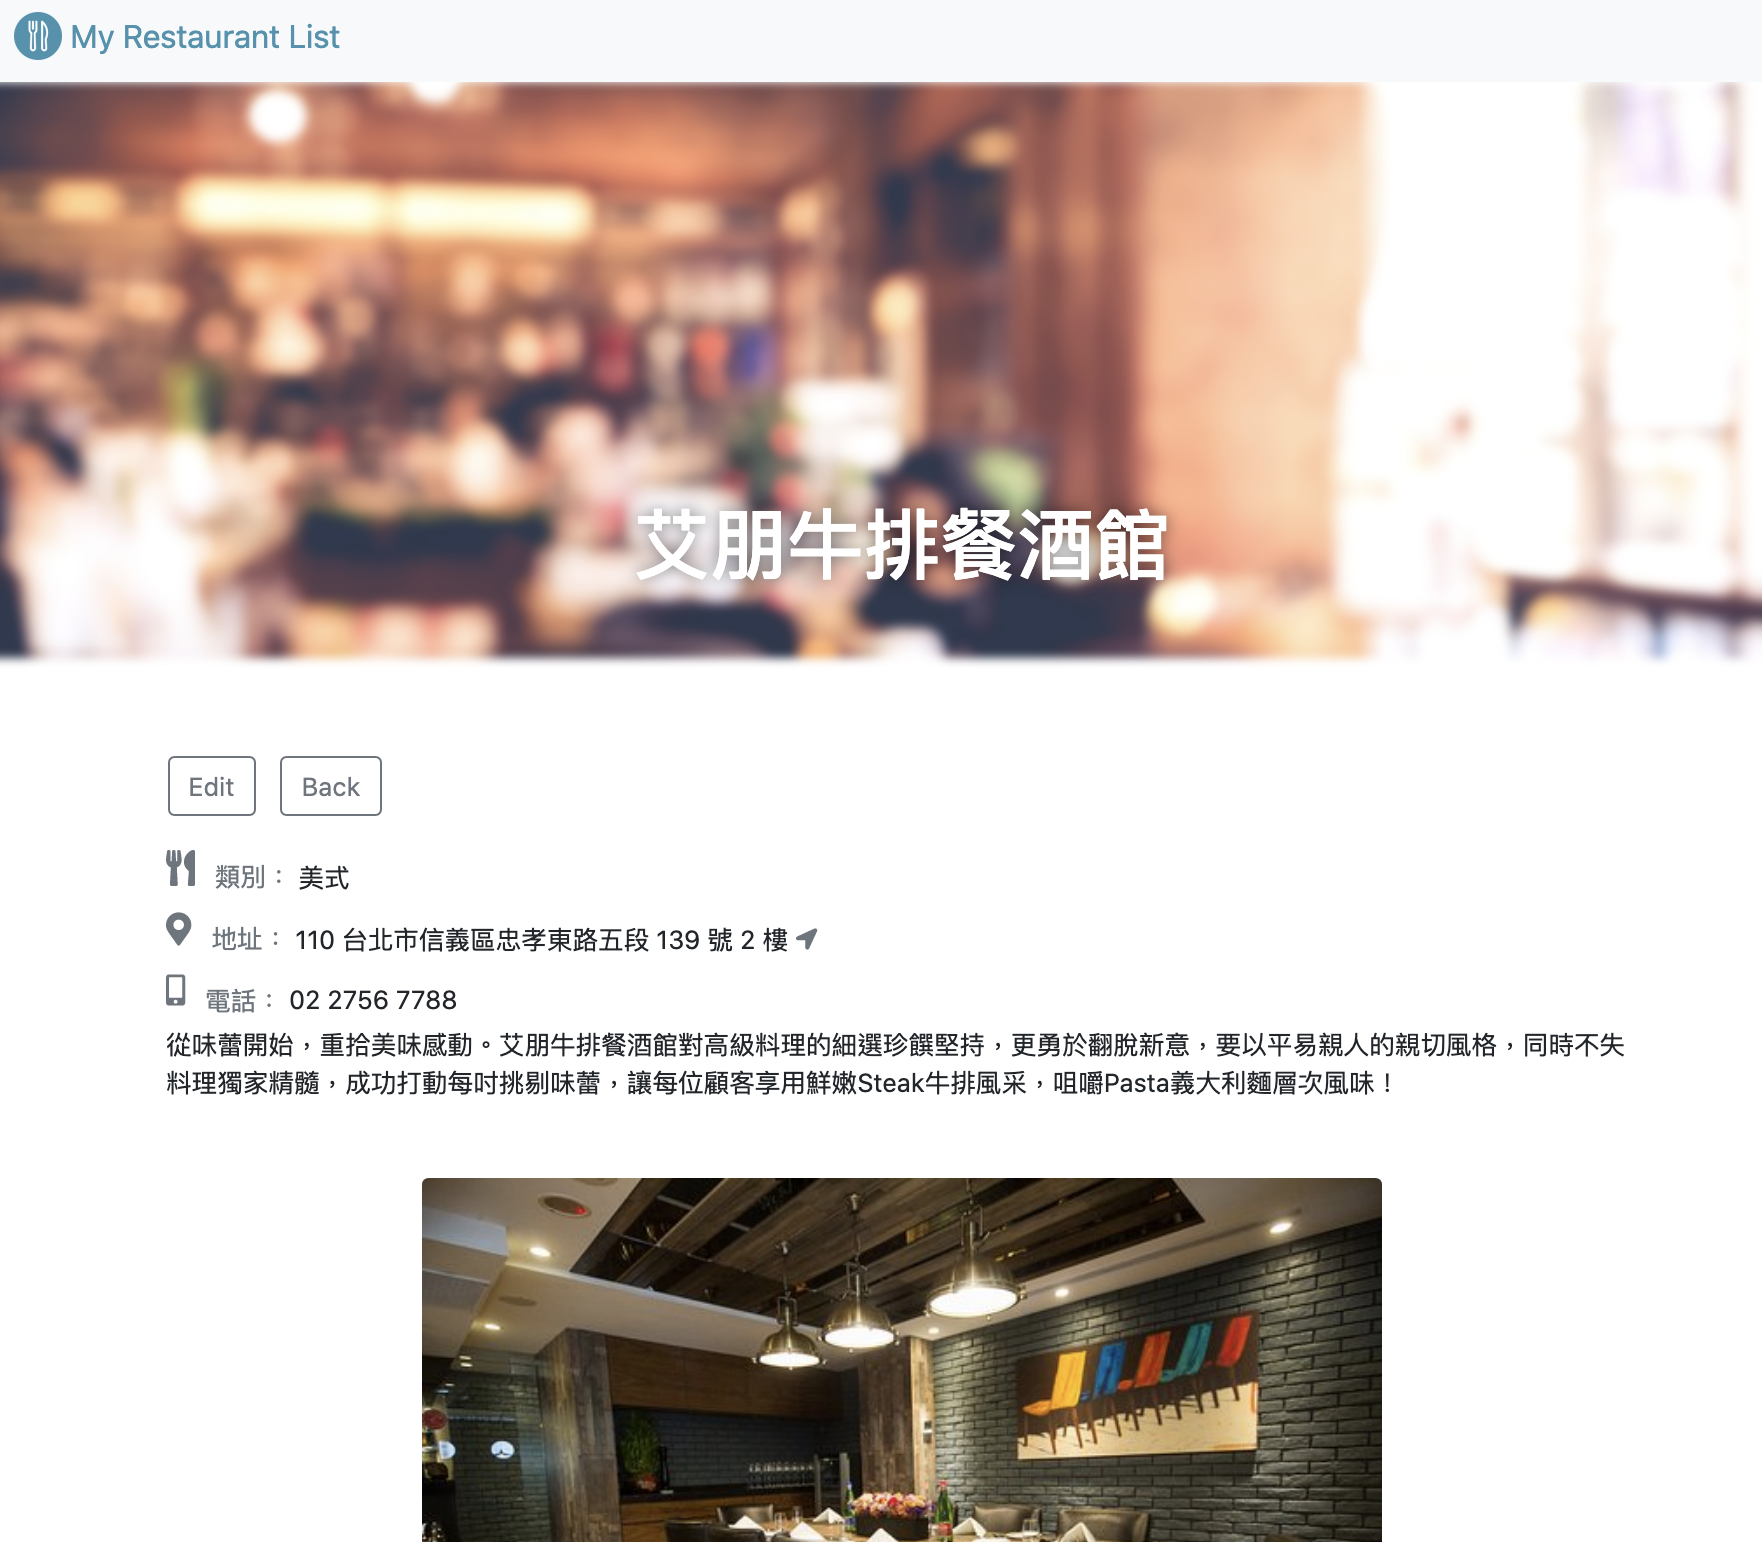 My Restaurant List
艾朋牛排餐酒館
Edit Back
類別： 美式
地址： 110 台北市信義區忠孝東路五段 139 號 2 樓
電話： 02 2756 7788
從味蕾開始，重拾美味感動。艾朋牛排餐酒館對高級料理的細選珍饌堅持，更勇於翻脫新意，要以平易親人的親切風格，同時不失
料理獨家精髓，成功打動每吋挑剔味蕾，讓每位顧客享用鮮嫩Steak牛排風采，咀嚼Pasta義大利麵層次風味！